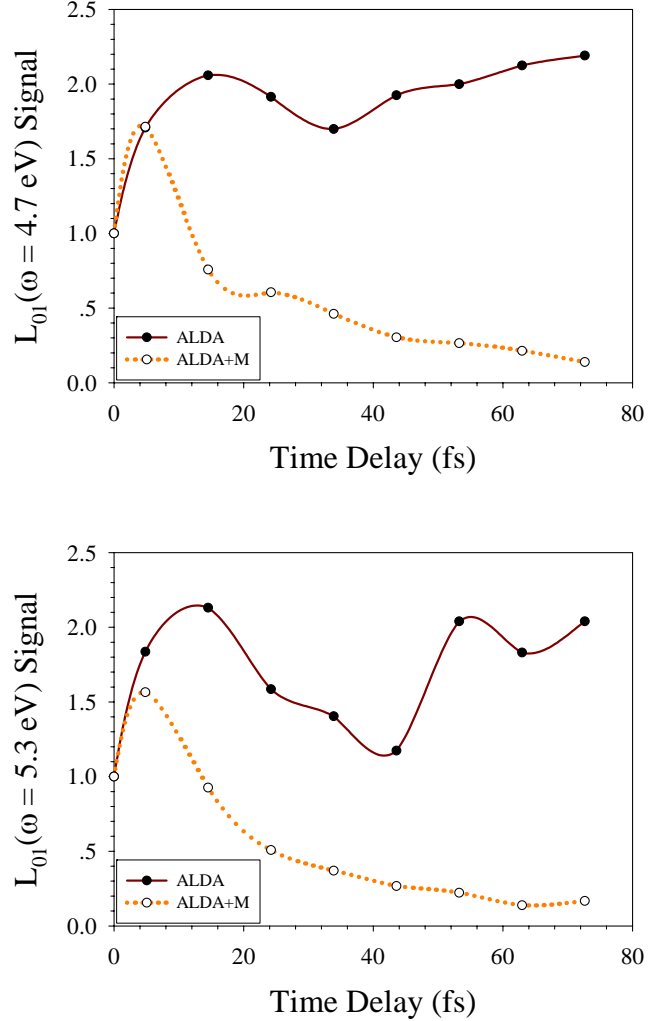 2.5
2.0
1.5
1.0
.5
0.0
L01(ω = 4.7 eV) Signal
ALDA
ALDA+M
0 20 40 60 80
Time Delay (fs)
2.5
2.0
1.5
1.0
.5
0.0
L01(ω = 5.3 eV) Signal
ALDA
ALDA+M
0 20 40 60 80
Time Delay (fs)